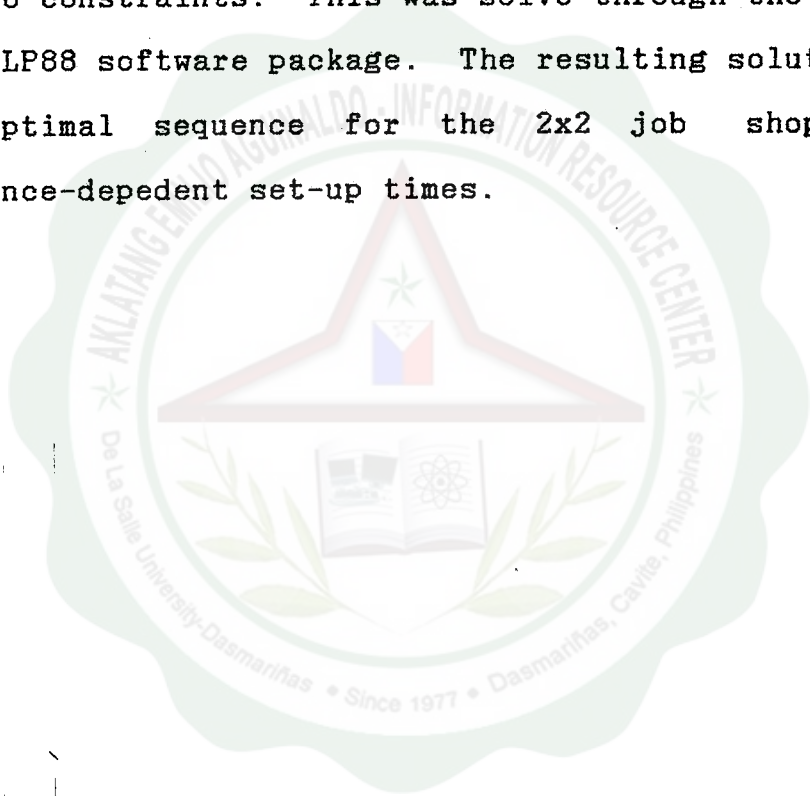 constraints. This was solve through the
LP88 software package. The resulting
ptimal sequence for the 2x2 job shop
nce-depedent set-up times.
AKLATANG EMILIO AGUINALDO - INFORMATION RESOURCE CENTER
De La Salle University-Dasmariñas • Since 1977 • Dasmariñas, Cavite, Philippines